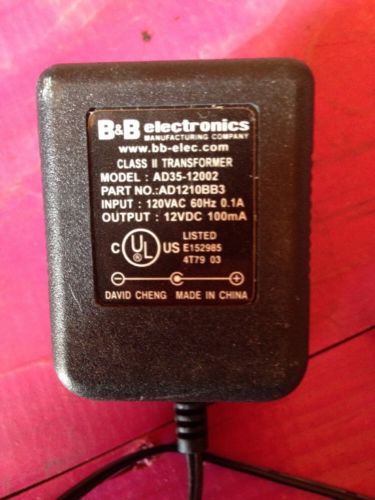 B&B electronics
MANUFACTURING COMPANY
www.bb-elec.com
CLASS II TRANSFORMER
MODEL : AD35-12002
PART NO.:AD1210BB3
INPUT : 120VAC 60Hz 0.1A
OUTPUT : 12VDC 100mA
C UL US LISTED
E152985
4T79 03
DAVID CHENG MADE IN CHINA